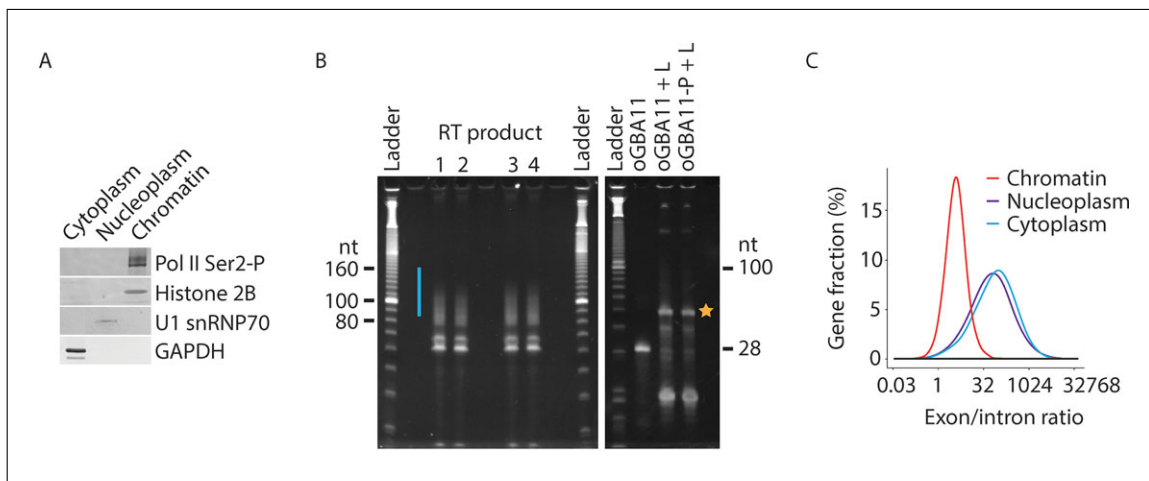 A
Cytoplasm
Nucleoplasm
Chromatin
Pol II Ser2-P
Histone 2B
U1 snRNP70
GAPDH
B
Ladder
RT product
1 2 3 4
Ladder
Ladder
oGBA11
oGBA11 + L
oGBA11-P + L
nt
160
100
80
nt
100
28
C
Chromatin
Nucleoplasm
Cytoplasm
Gene fraction (%)
15
10
5
0
0.03 1 32 1024 32768
Exon/intron ratio